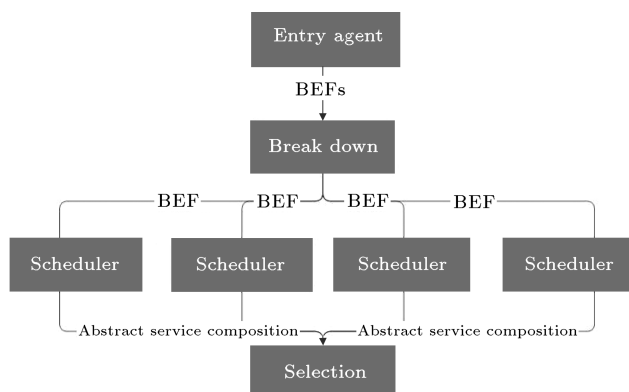 Entry agent
BEFs
Break down
BEF BEF BEF BEF
Scheduler Scheduler Scheduler Scheduler
Abstract service composition Abstract service composition
Selection